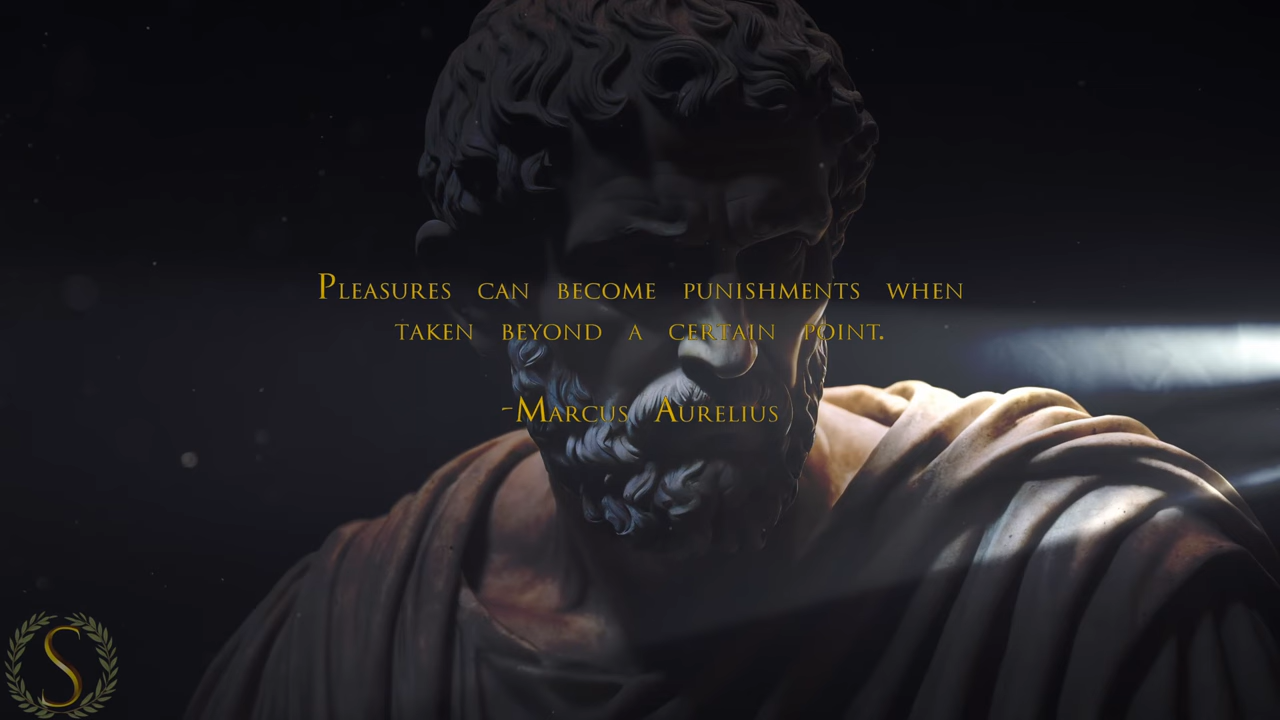 Pleasures can become punishments when
taken beyond a certain point.
-Marcus Aurelius
S